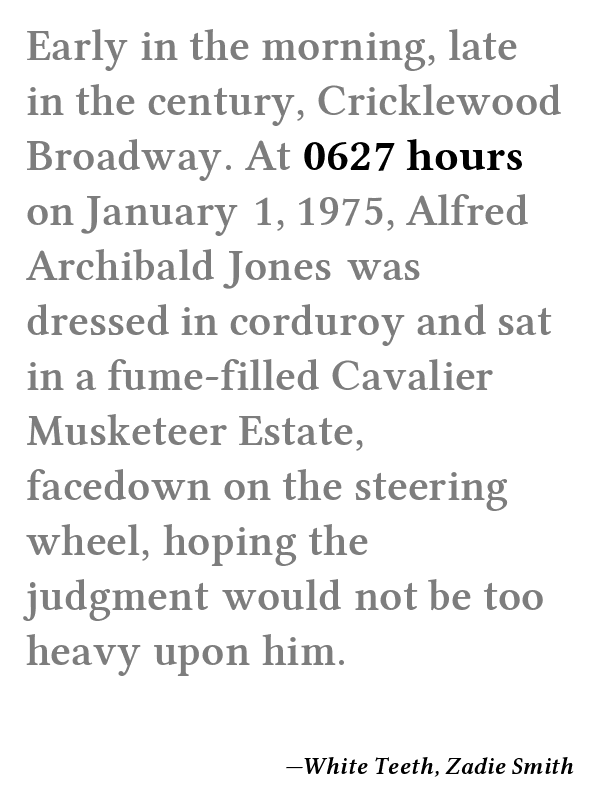 Early in the morning, late
in the century, Cricklewood
Broadway. At 0627 hours
on January 1, 1975, Alfred
Archibald Jones was
dressed in corduroy and sat
in a fume-filled Cavalier
Musketeer Estate,
facedown on the steering
wheel, hoping the
judgment would not be too
heavy upon him.
—White Teeth, Zadie Smith